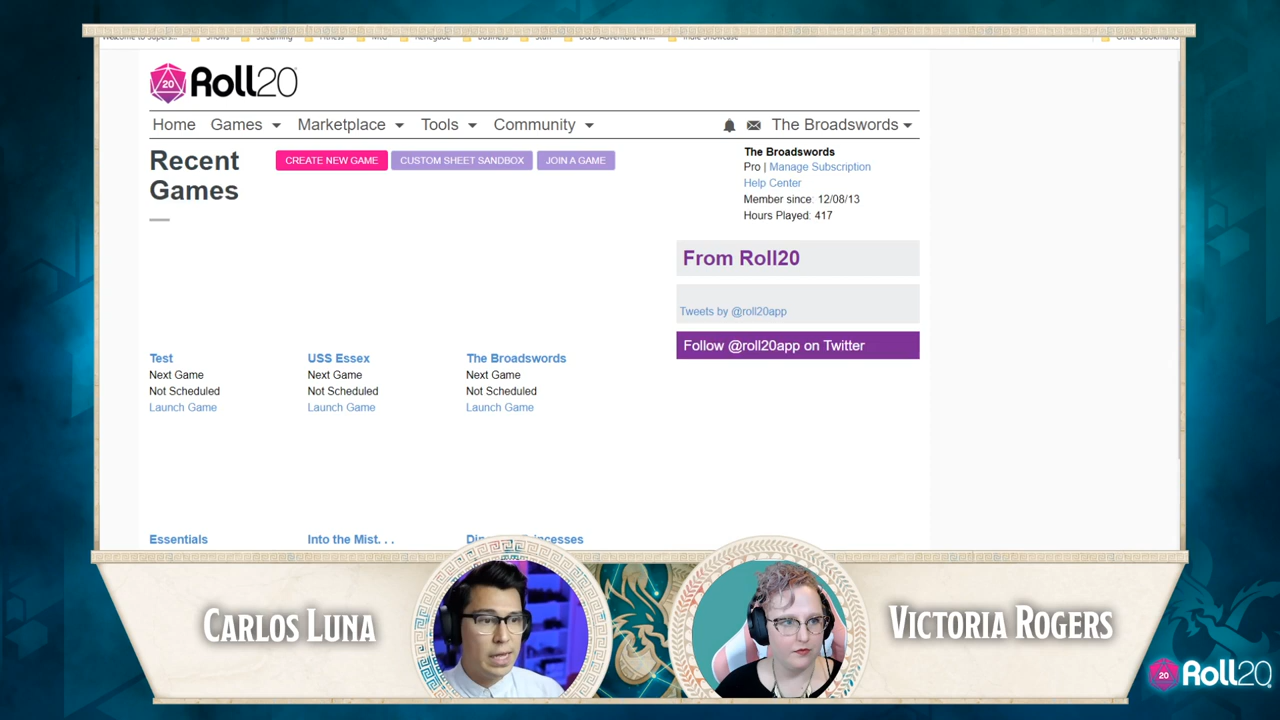 Roll20
Home Games Marketplace Tools Community The Broadswords
Recent
Games
CREATE NEW GAME CUSTOM SHEET SANDBOX JOIN A GAME
The Broadswords
Pro | Manage Subscription
Help Center
Member since: 12/08/13
Hours Played: 417
From Roll20
Tweets by @roll20app
Follow @roll20app on Twitter
Test USS Essex The Broadswords
Next Game Next Game Next Game
Not Scheduled Not Scheduled Not Scheduled
Launch Game Launch Game Launch Game
Essentials Into the Mist. . .
Carlos Luna
Victoria Rogers
20 Roll20